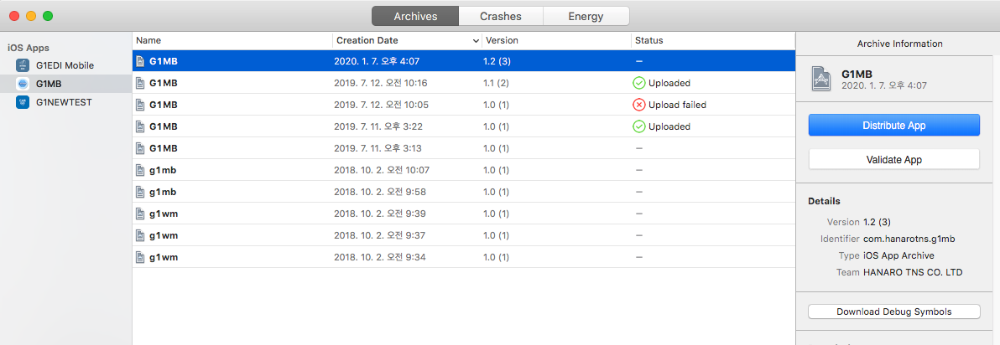 Archives Crashes Energy
iOS Apps
G1EDI Mobile
G1MB
G1NEWTEST
Name Creation Date Version Status
G1MB 2020. 1. 7. 오후 4:07 1.2 (3) —
G1MB 2019. 7. 12. 오전 10:16 1.1 (2) Uploaded
G1MB 2019. 7. 12. 오전 10:05 1.0 (1) Upload failed
G1MB 2019. 7. 11. 오후 3:22 1.0 (1) Uploaded
G1MB 2019. 7. 11. 오후 3:13 1.0 (1) —
g1mb 2018. 10. 2. 오전 10:07 1.0 (1) —
g1mb 2018. 10. 2. 오전 9:58 1.0 (1) —
g1wm 2018. 10. 2. 오전 9:39 1.0 (1) —
g1wm 2018. 10. 2. 오전 9:37 1.0 (1) —
g1wm 2018. 10. 2. 오전 9:34 1.0 (1) —
Archive Information
G1MB
2020. 1. 7. 오후 4:07
Distribute App
Validate App
Details
Version 1.2 (3)
Identifier com.hanarotns.g1mb
Type iOS App Archive
Team HANARO TNS CO. LTD
Download Debug Symbols